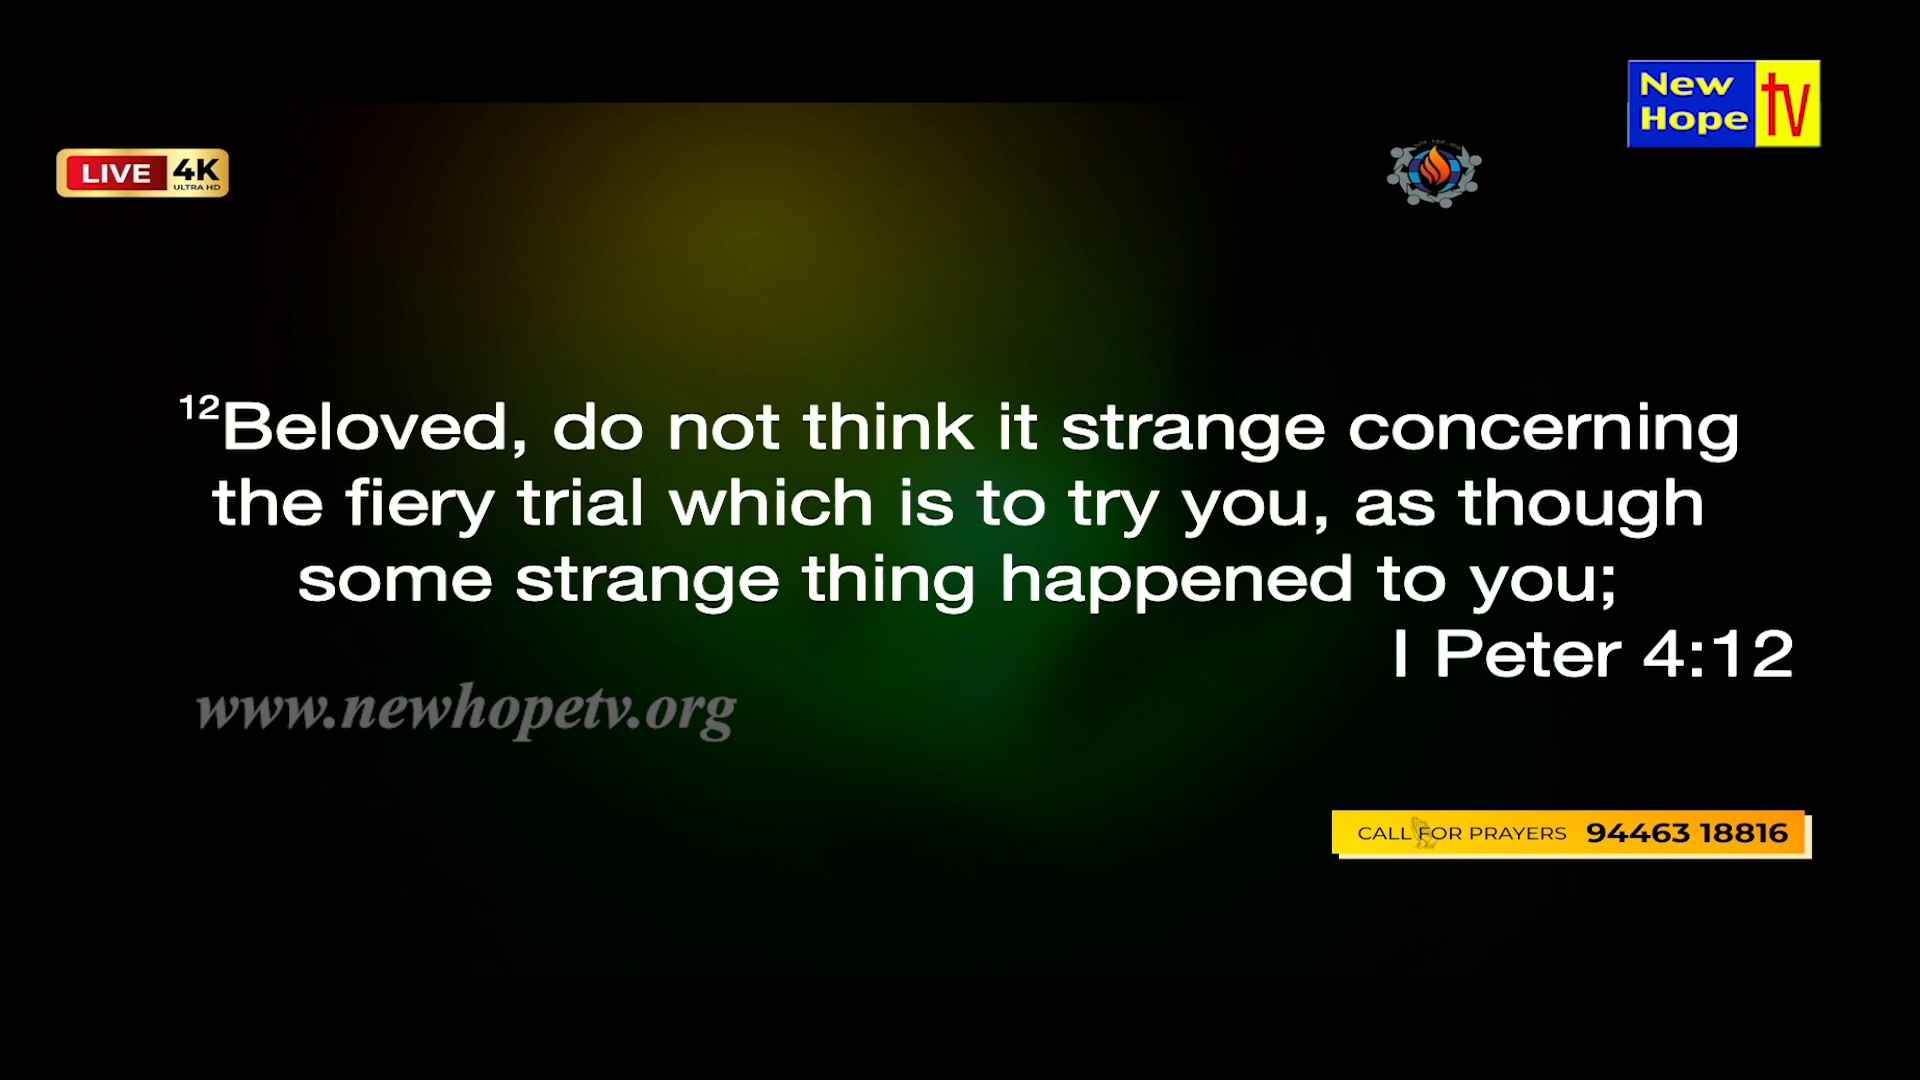 New
Hope
tv
LIVE 4K
ULTRA HD
12Beloved, do not think it strange concerning
the fiery trial which is to try you, as though
some strange thing happened to you;
I Peter 4:12
www.newhopetv.org
CALL FOR PRAYERS 94463 18816